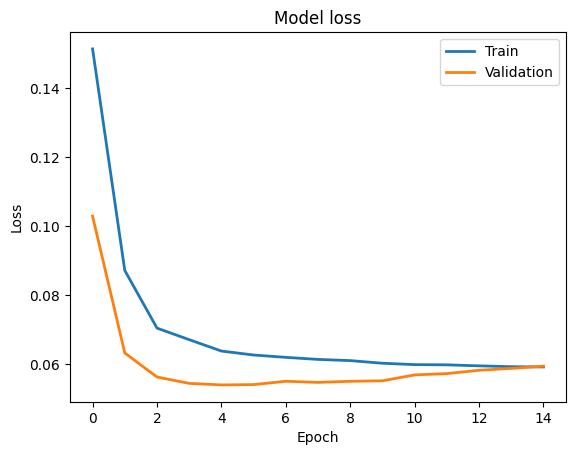 Model loss
Train
Validation
0.14
0.12
0.10
0.08
0.06
Loss
0 2 4 6 8 10 12 14
Epoch